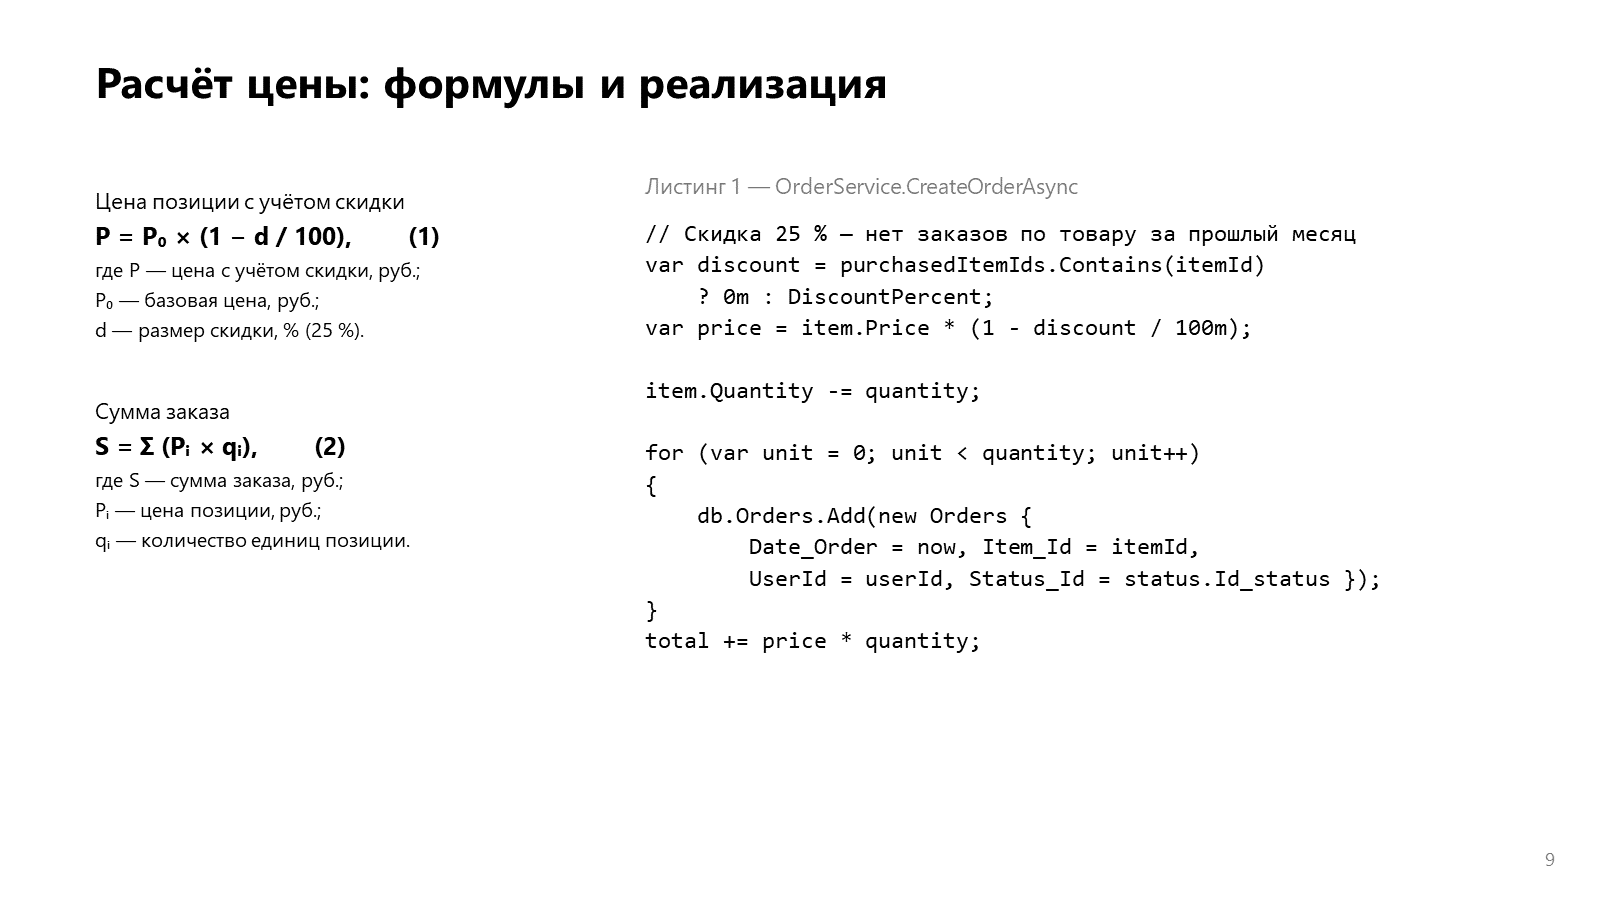 Расчёт цены: формулы и реализация
Цена позиции с учётом скидки
P = P₀ × (1 − d / 100), (1)
где P — цена с учётом скидки, руб.;
P₀ — базовая цена, руб.;
d — размер скидки, % (25 %).
Сумма заказа
S = Σ (Pᵢ × qᵢ), (2)
где S — сумма заказа, руб.;
Pᵢ — цена позиции, руб.;
qᵢ — количество единиц позиции.
Листинг 1 — OrderService.CreateOrderAsync
// Скидка 25 % — нет заказов по товару за прошлый месяц
var discount = purchasedItemIds.Contains(itemId)
    ? 0m : DiscountPercent;
var price = item.Price * (1 - discount / 100m);
item.Quantity -= quantity;
for (var unit = 0; unit < quantity; unit++)
{
    db.Orders.Add(new Orders {
        Date_Order = now, Item_Id = itemId,
        UserId = userId, Status_Id = status.Id_status });
}
total += price * quantity;
9